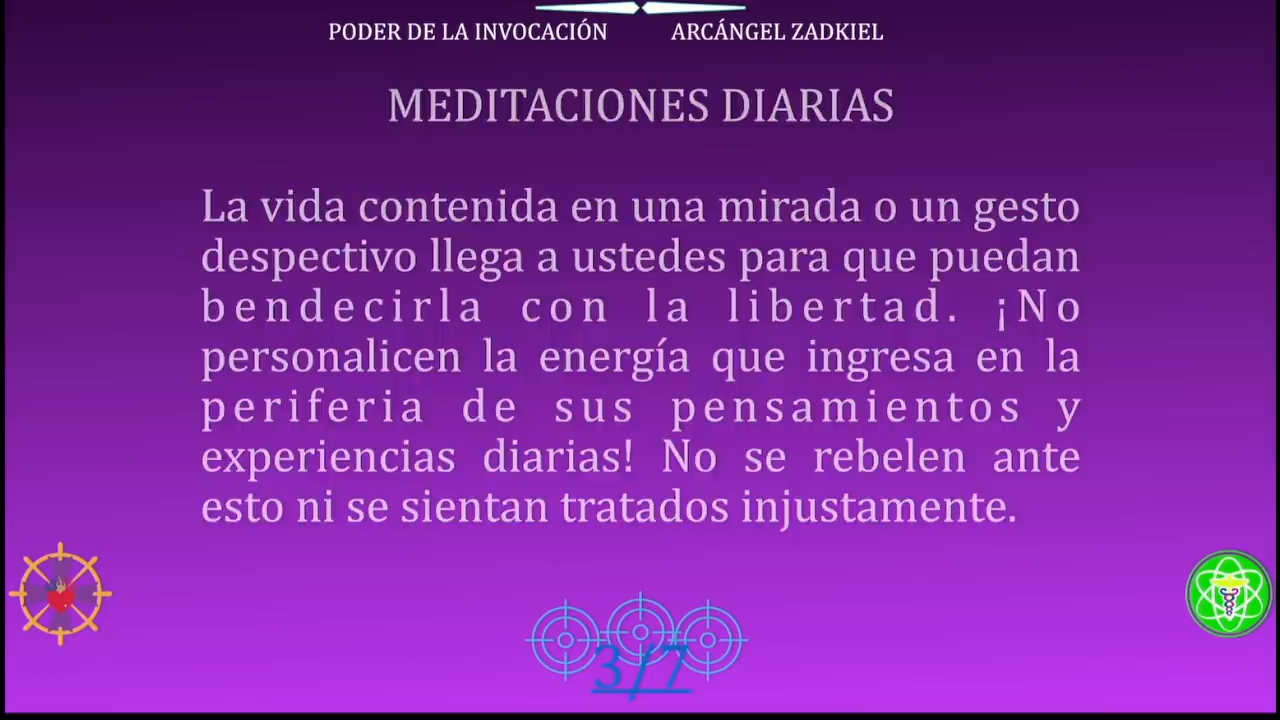 PODER DE LA INVOCACIÓN ARCÁNGEL ZADKIEL
MEDITACIONES DIARIAS
La vida contenida en una mirada o un gesto
despectivo llega a ustedes para que puedan
bendecirla con la libertad. ¡No
personalicen la energía que ingresa en la
periferia de sus pensamientos y
experiencias diarias! No se rebelen ante
esto ni se sientan tratados injustamente.
3/7